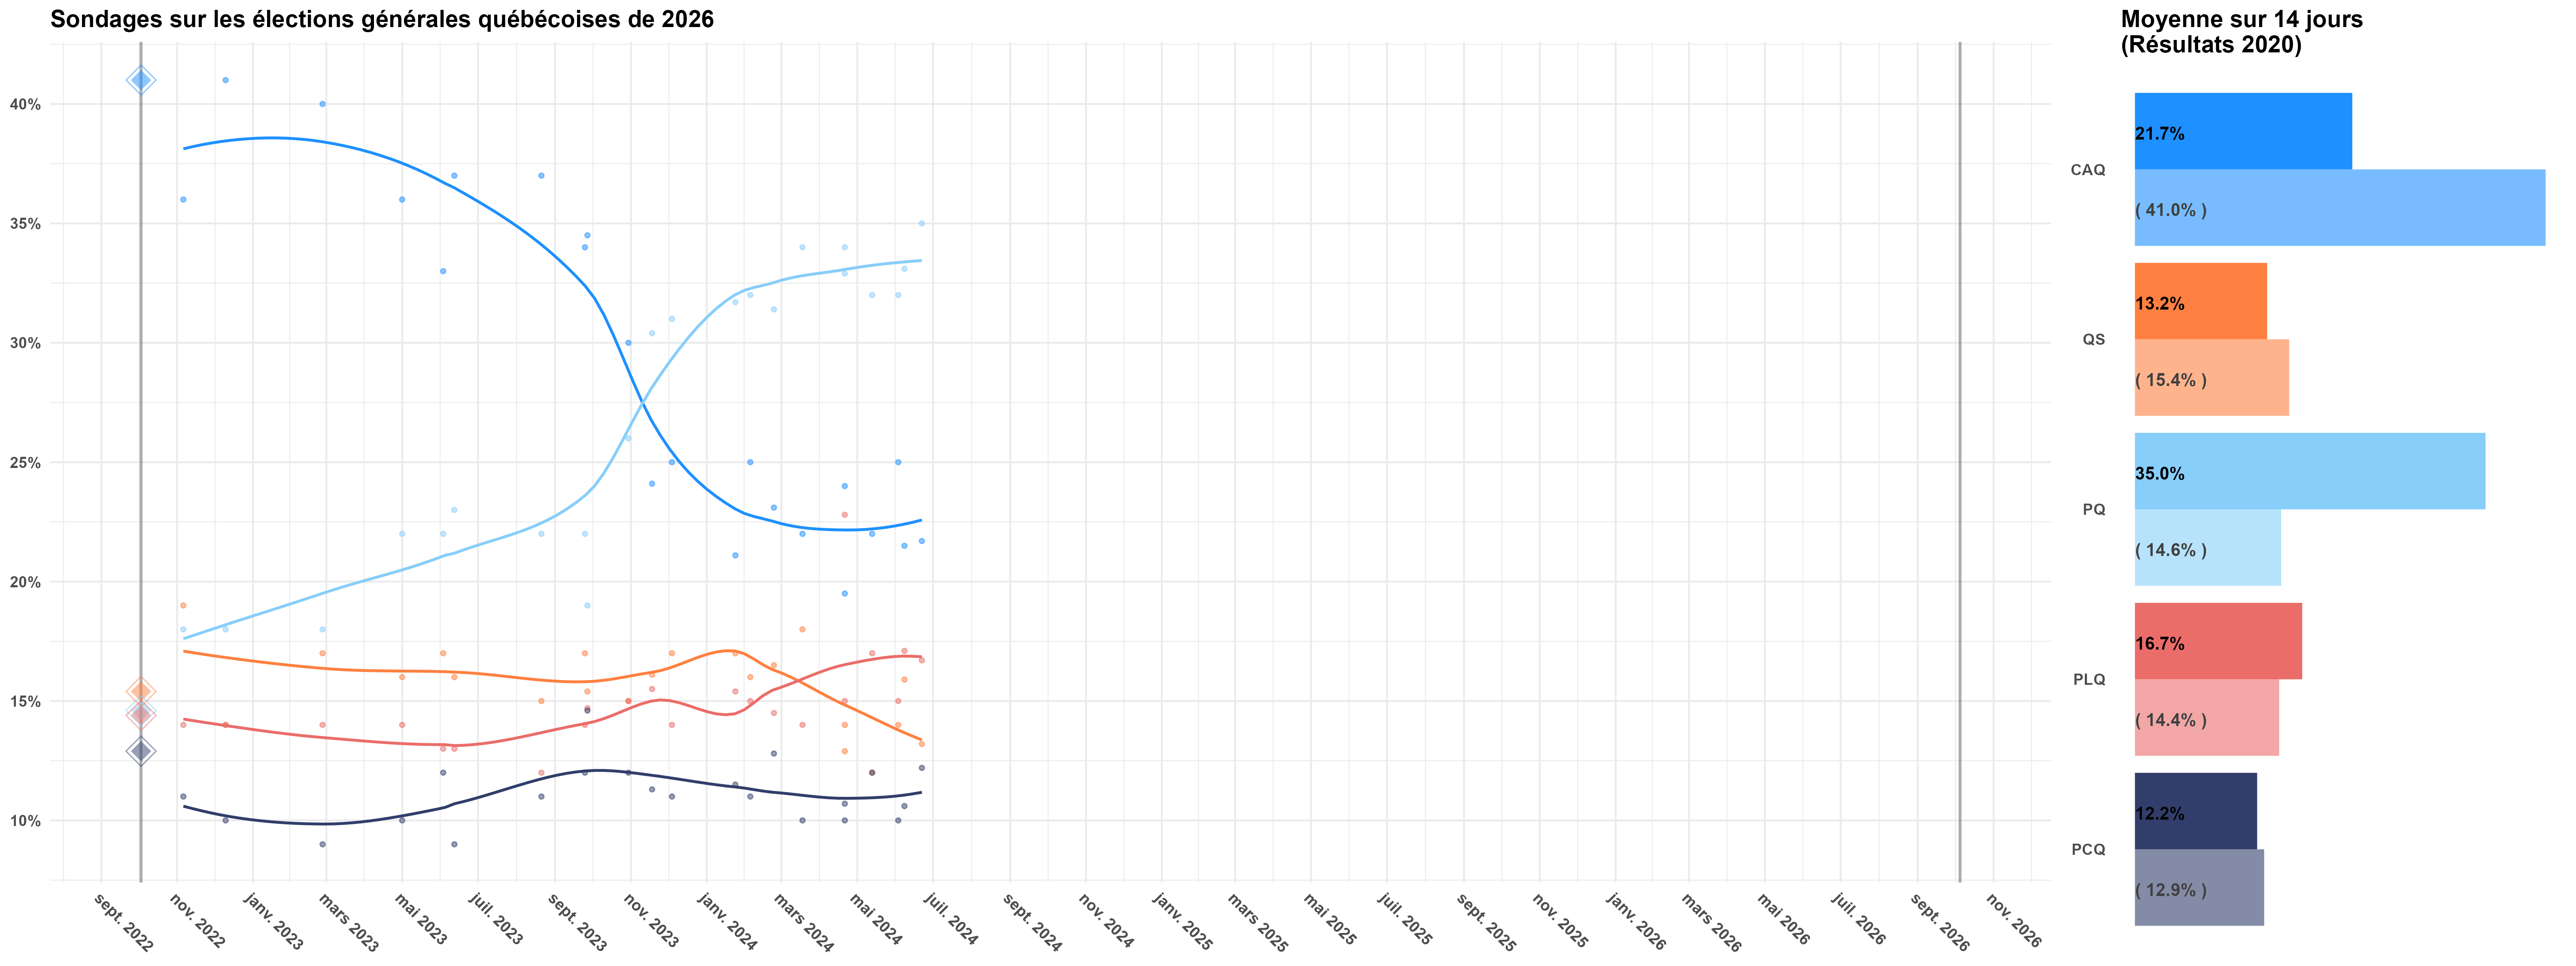 Sondages sur les élections générales québécoises de 2026
40%
35%
30%
25%
20%
15%
10%
sept. 2022
nov. 2022
janv. 2023
mars 2023
mai 2023
juil. 2023
sept. 2023
nov. 2023
janv. 2024
mars 2024
mai 2024
juil. 2024
sept. 2024
nov. 2024
janv. 2025
mars 2025
mai 2025
juil. 2025
sept. 2025
nov. 2025
janv. 2026
mars 2026
mai 2026
juil. 2026
sept. 2026
nov. 2026
Moyenne sur 14 jours
(Résultats 2020)
CAQ
21.7%
( 41.0% )
QS
13.2%
( 15.4% )
PQ
35.0%
( 14.6% )
PLQ
16.7%
( 14.4% )
PCQ
12.2%
( 12.9% )